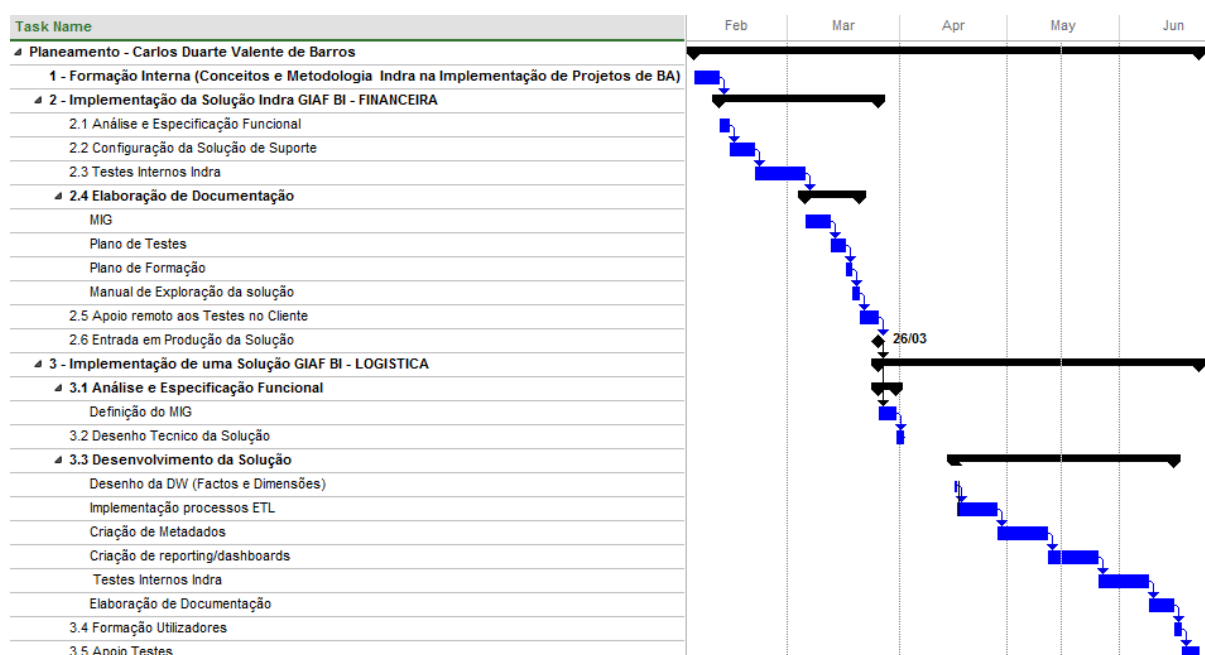 Task Name
Feb Mar Apr May Jun
Planeamento - Carlos Duarte Valente de Barros
1 - Formação Interna (Conceitos e Metodologia Indra na Implementação de Projetos de BA)
2 - Implementação da Solução Indra GIAF BI - FINANCEIRA
2.1 Análise e Especificação Funcional
2.2 Configuração da Solução de Suporte
2.3 Testes Internos Indra
2.4 Elaboração de Documentação
MIG
Plano de Testes
Plano de Formação
Manual de Exploração da solução
2.5 Apoio remoto aos Testes no Cliente
2.6 Entrada em Produção da Solução
26/03
3 - Implementação de uma Solução GIAF BI - LOGISTICA
3.1 Análise e Especificação Funcional
Definição do MIG
3.2 Desenho Tecnico da Solução
3.3 Desenvolvimento da Solução
Desenho da DW (Factos e Dimensões)
Implementação processos ETL
Criação de Metadados
Criação de reporting/dashboards
Testes Internos Indra
Elaboração de Documentação
3.4 Formação Utilizadores
3.5 Apoio Testes